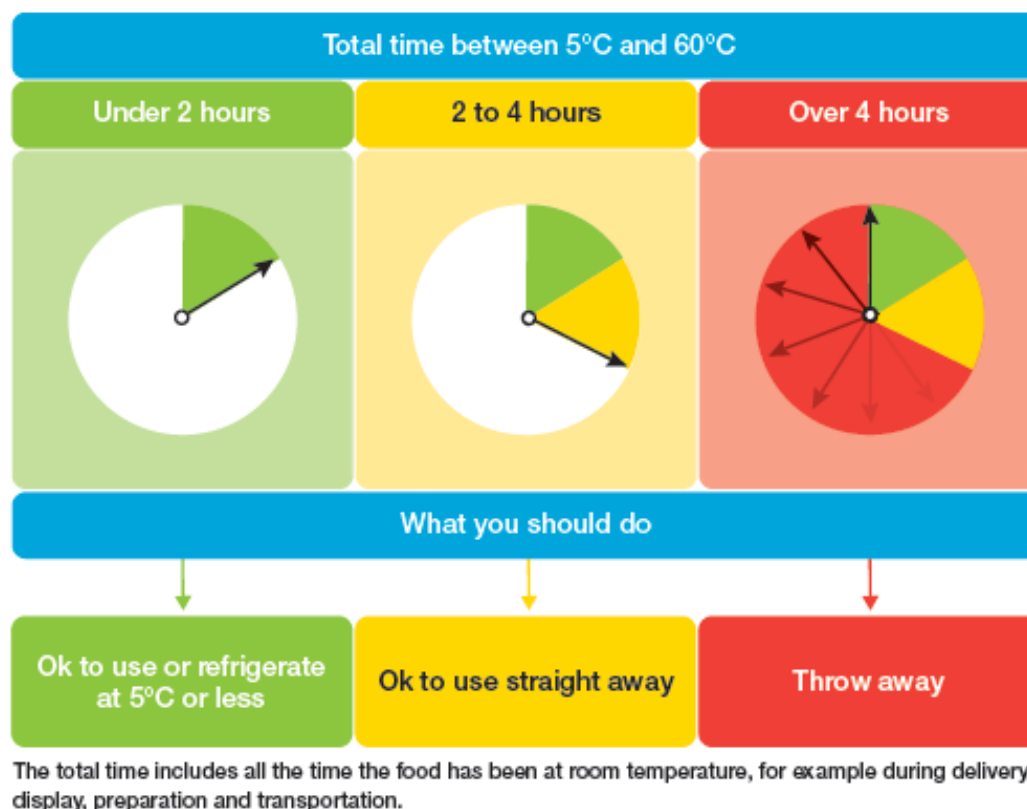 Total time between 5°C and 60°C
Under 2 hours
2 to 4 hours
Over 4 hours
What you should do
Ok to use or refrigerate
at 5°C or less
Ok to use straight away
Throw away
The total time includes all the time the food has been at room temperature, for example during delivery
display, preparation and transportation.